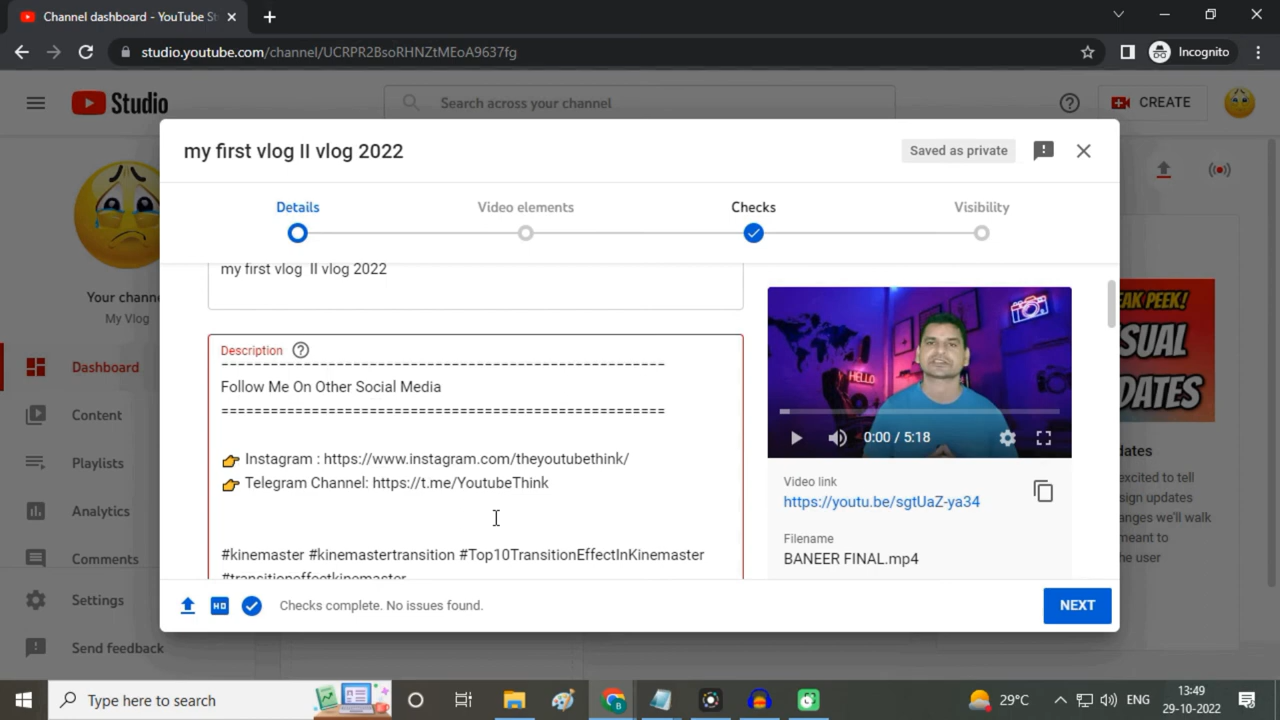 Channel dashboard - YouTube St
studio.youtube.com/channel/UCRPR2BsoRHNZtMEoA9637fg
Incognito
Studio
Search across your channel
CREATE
my first vlog II vlog 2022
Saved as private
Details
Video elements
Checks
Visibility
my first vlog II vlog 2022
Description
------------------------------------------------------
Follow Me On Other Social Media
======================================================
👉 Instagram : https://www.instagram.com/theyoutubethink/
👉 Telegram Channel: https://t.me/YoutubeThink
#kinemaster #kinemastertransition #Top10TransitionEffectInKinemaster
#transitioneffectkinemaster
HELLO
0:00 / 5:18
Video link
https://youtu.be/sgtUaZ-ya34
Filename
BANEER FINAL.mp4
HD
Checks complete. No issues found.
NEXT
Your chann
My Vlog
Dashboard
Content
Playlists
Analytics
Comments
Settings
Send feedback
EAK PEEK!
SUAL
DATES
dates
xcited to tell
sign updates
anges we'll walk
meant to
the user
Type here to search
29°C
ENG
13:49
29-10-2022